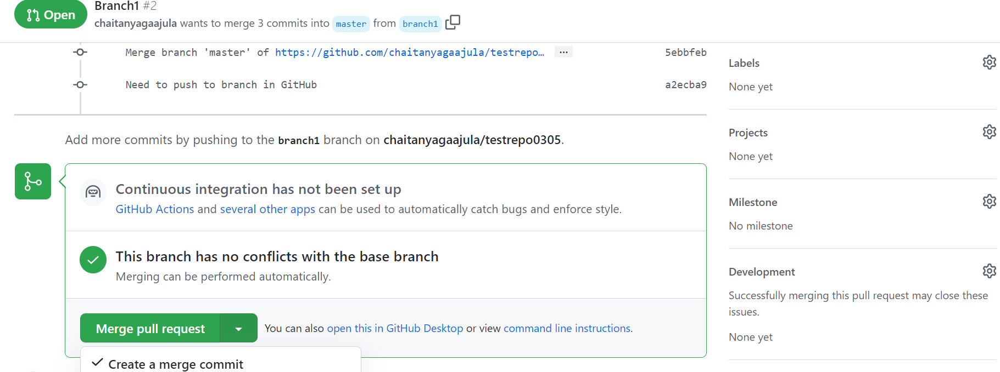 Open
Branch1 #2
chaitanyagaajula wants to merge 3 commits into master from branch1
Merge branch 'master' of https://github.com/chaitanyagaajula/testrepo… ... 5ebbfeb
Need to push to branch in GitHub a2ecba9
Add more commits by pushing to the branch1 branch on chaitanyagaajula/testrepo0305.
Continuous integration has not been set up
GitHub Actions and several other apps can be used to automatically catch bugs and enforce style.
This branch has no conflicts with the base branch
Merging can be performed automatically.
Merge pull request
You can also open this in GitHub Desktop or view command line instructions.
Create a merge commit
Labels
None yet
Projects
None yet
Milestone
No milestone
Development
Successfully merging this pull request may close these
issues.
None yet